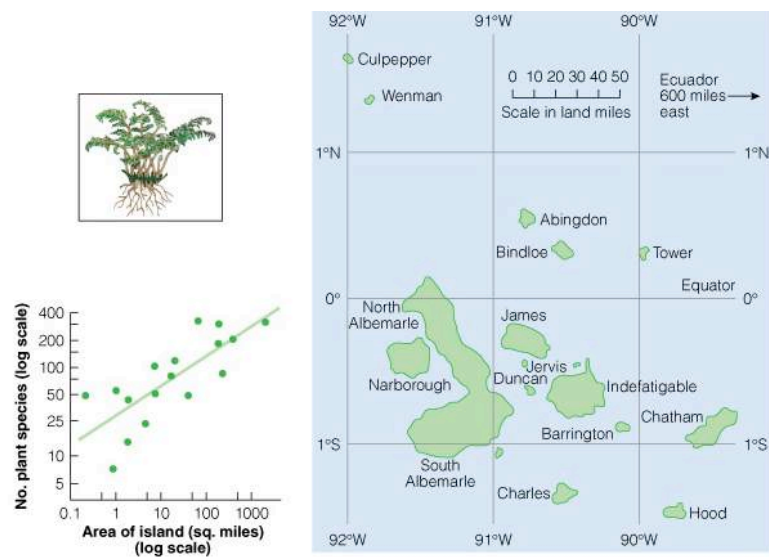 92°W
91°W
90°W
Culpepper
Wenman
0 10 20 30 40 50
Scale in land miles
Ecuador
600 miles
east
1°N
Abingdon
Bindloe
Tower
Equator
0°
North
Albemarle
James
Narborough
Jervis
Duncan
Indefatigable
Chatham
Barrington
1°S
1°S
South
Albemarle
Charles
Hood
92°W
91°W
90°W
No. plant species (log scale)
400
200
100
50
25
10
5
0.1 1 10 100 1000
Area of island (sq. miles)
(log scale)